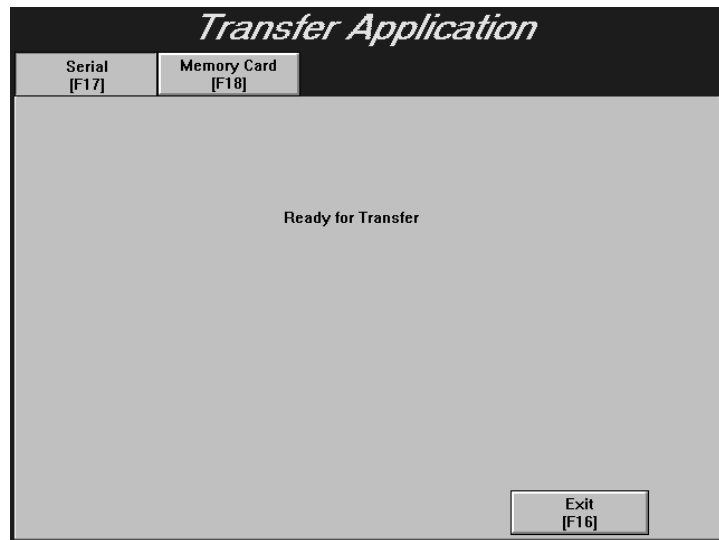 Transfer Application
Serial
[F17]
Memory Card
[F18]
Ready for Transfer
Exit
[F16]